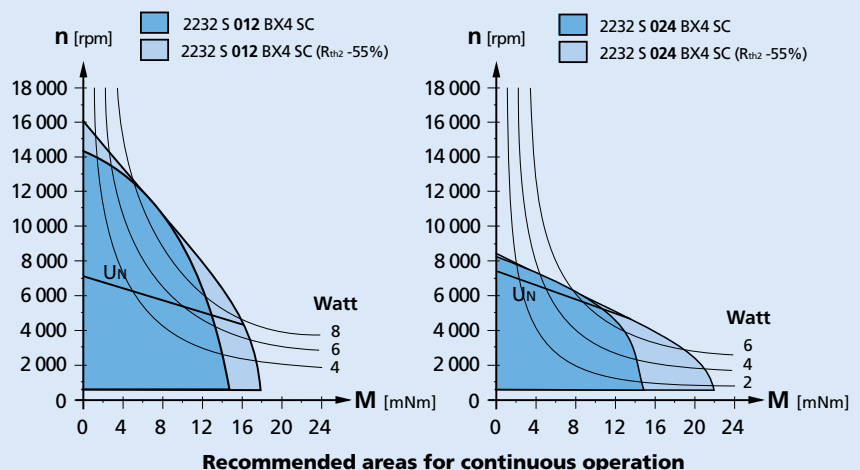 n [rpm]
2232 S 012 BX4 SC
2232 S 012 BX4 SC (Rth2 -55%)
18 000
16 000
14 000
12 000
10 000
8 000
6 000
4 000
2 000
0
UN
Watt
8
6
4
0 4 8 12 16 20 24
M [mNm]
n [rpm]
2232 S 024 BX4 SC
2232 S 024 BX4 SC (Rth2 -55%)
18 000
16 000
14 000
12 000
10 000
8 000
6 000
4 000
2 000
0
UN
Watt
6
4
2
0 4 8 12 16 20 24
M [mNm]
Recommended areas for continuous operation